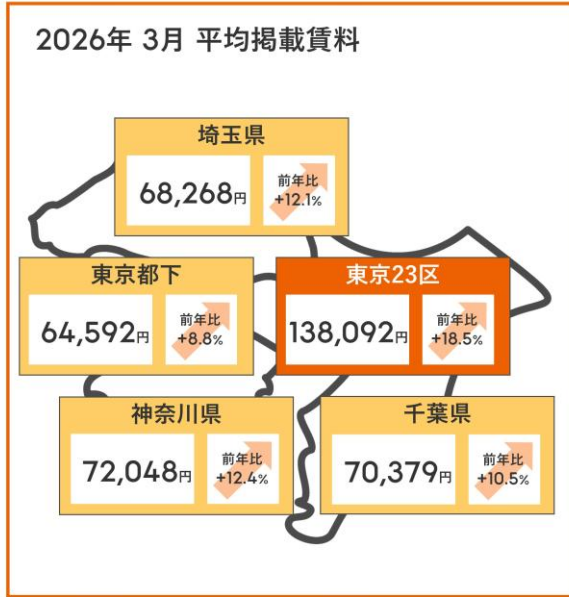 2026年 3月 平均掲載賃料
埼玉県
68,268円
前年比
+12.1%
東京都下
64,592円
前年比
+8.8%
東京23区
138,092円
前年比
+18.5%
神奈川県
72,048円
前年比
+12.4%
千葉県
70,379円
前年比
+10.5%